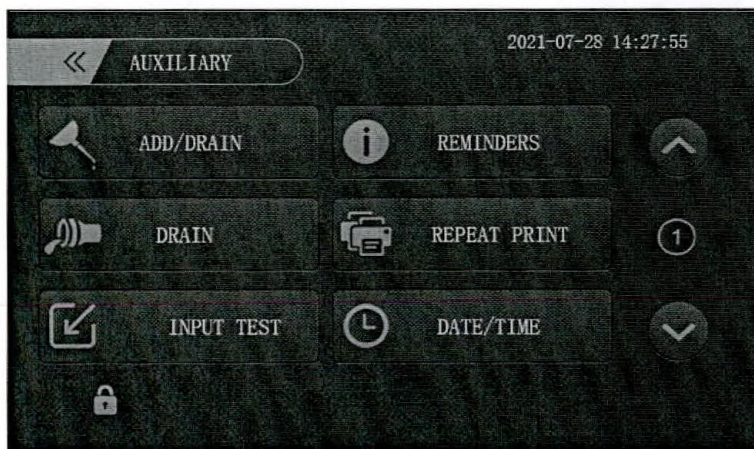 AUXILIARY
2021-07-28 14:27:55
ADD/DRAIN
REMINDERS
DRAIN
REPEAT PRINT
1
INPUT TEST
DATE/TIME